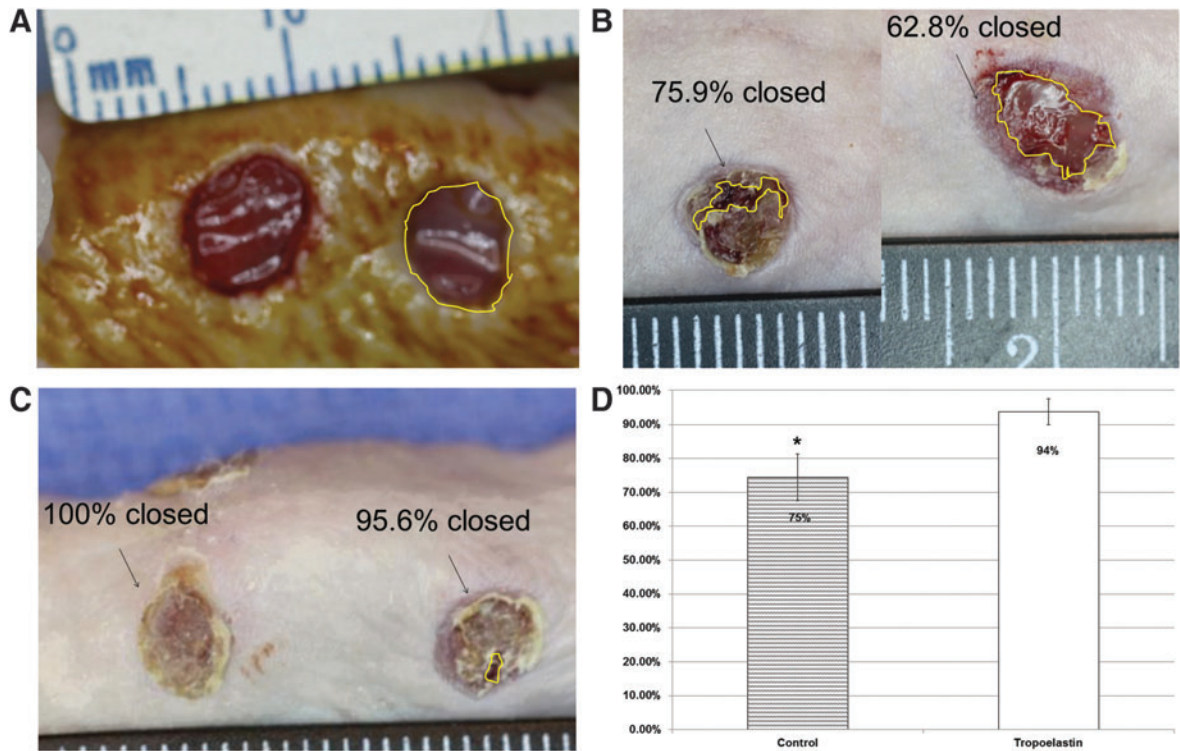 A
0
10
mm
B
62.8% closed
75.9% closed
2
C
100% closed
95.6% closed
D
100.00%
90.00%
80.00%
70.00%
60.00%
50.00%
40.00%
30.00%
20.00%
10.00%
0.00%
*
75%
94%
Control
Tropoelastin